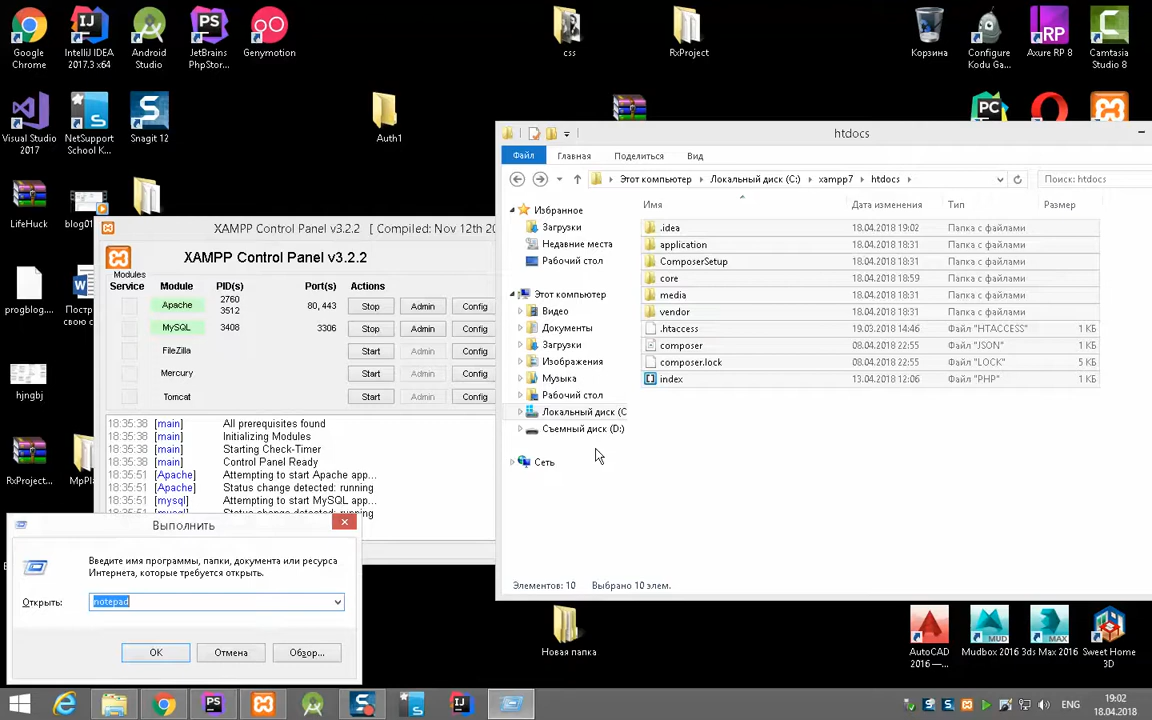 Google
Chrome
IntelliJ IDEA
2017.3 x64
Android
Studio
JetBrains
PhpStor...
Genymotion
css
RxProject
Корзина
Configure
Kodu Ga...
Axure RP 8
Camtasia
Studio 8
Visual Studio
2017
NetSupport
School K...
Snagit 12
Auth1
LifeHuck
blog01
progblog....
Пост
свою с
hjngbj
RxProject...
MpPla
htdocs
Файл
Главная
Поделиться
Вид
Этот компьютер
Локальный диск (C:)
xampp7
htdocs
Поиск: htdocs
Имя
Дата изменения
Тип
Размер
Избранное
Загрузки
Недавние места
Рабочий стол
Этот компьютер
Видео
Документы
Загрузки
Изображения
Музыка
Рабочий стол
Локальный диск (C
Съемный диск (D:)
Сеть
.idea 18.04.2018 19:02 Папка с файлами
application 18.04.2018 18:31 Папка с файлами
ComposerSetup 18.04.2018 18:31 Папка с файлами
core 18.04.2018 18:59 Папка с файлами
media 18.04.2018 18:31 Папка с файлами
vendor 18.04.2018 18:31 Папка с файлами
.htaccess 19.03.2018 14:46 Файл "HTACCESS" 1 КБ
composer 08.04.2018 22:55 Файл "JSON" 1 КБ
composer.lock 08.04.2018 22:55 Файл "LOCK" 5 КБ
index 13.04.2018 12:06 Файл "PHP" 1 КБ
Элементов: 10 Выбрано 10 элем.
XAMPP Control Panel v3.2.2 [ Compiled: Nov 12th 20
XAMPP Control Panel v3.2.2
Modules
Service Module PID(s) Port(s) Actions
Apache 2760
3512 80, 443 Stop Admin Config
MySQL 3408 3306 Stop Admin Config
FileZilla Start Admin Config
Mercury Start Admin Config
Tomcat Start Admin Config
18:35:38 [main] All prerequisites found
18:35:38 [main] Initializing Modules
18:35:38 [main] Starting Check-Timer
18:35:38 [main] Control Panel Ready
18:35:51 [Apache] Attempting to start Apache app...
18:35:51 [Apache] Status change detected: running
18:35:51 [mysql] Attempting to start MySQL app...
18:35:51 [mysql] Status change detected: running
Выполнить
Введите имя программы, папки, документа или ресурса
Интернета, которые требуется открыть.
Открыть: notepad
OK Отмена Обзор...
Новая папка
AutoCAD
2016 —...
Mudbox 2016
3ds Max 2016
Sweet Home
3D
ENG
19:02
18.04.2018